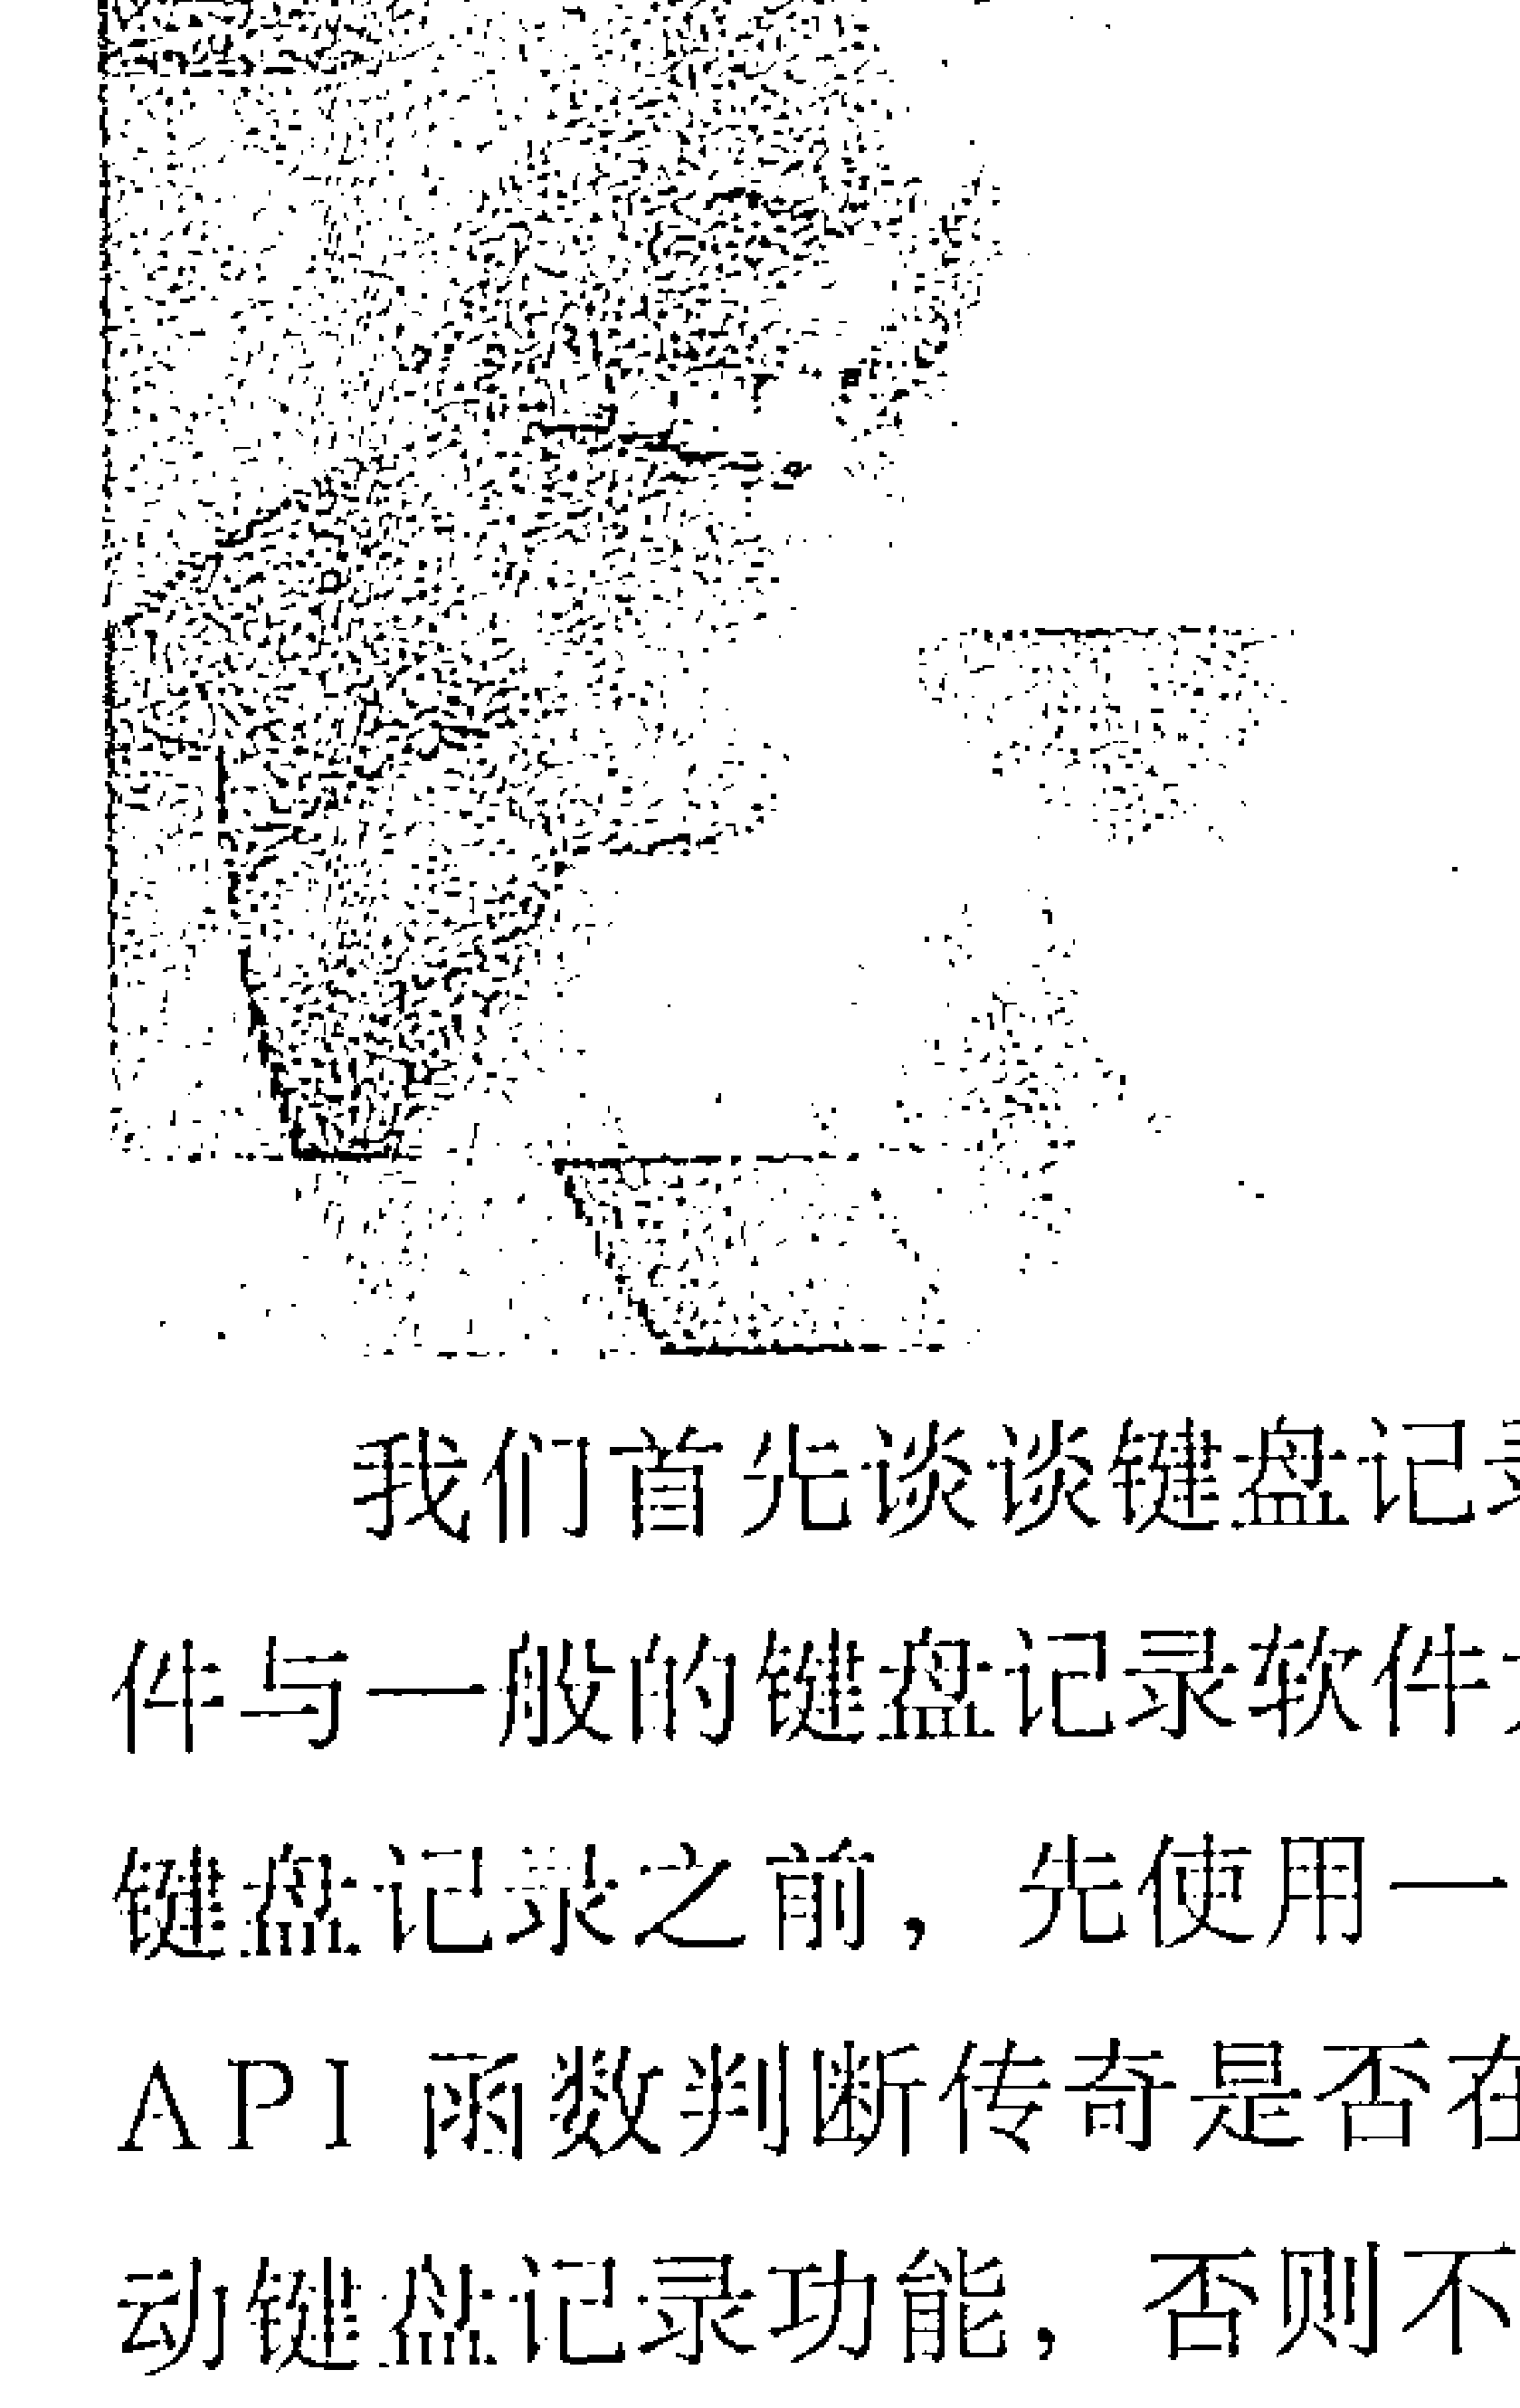 我们首先谈谈键盘记录
件与一般的键盘记录软件
键盘记录之前，先使用一
API 函数判断传奇是否在
动键盘记录功能，否则不